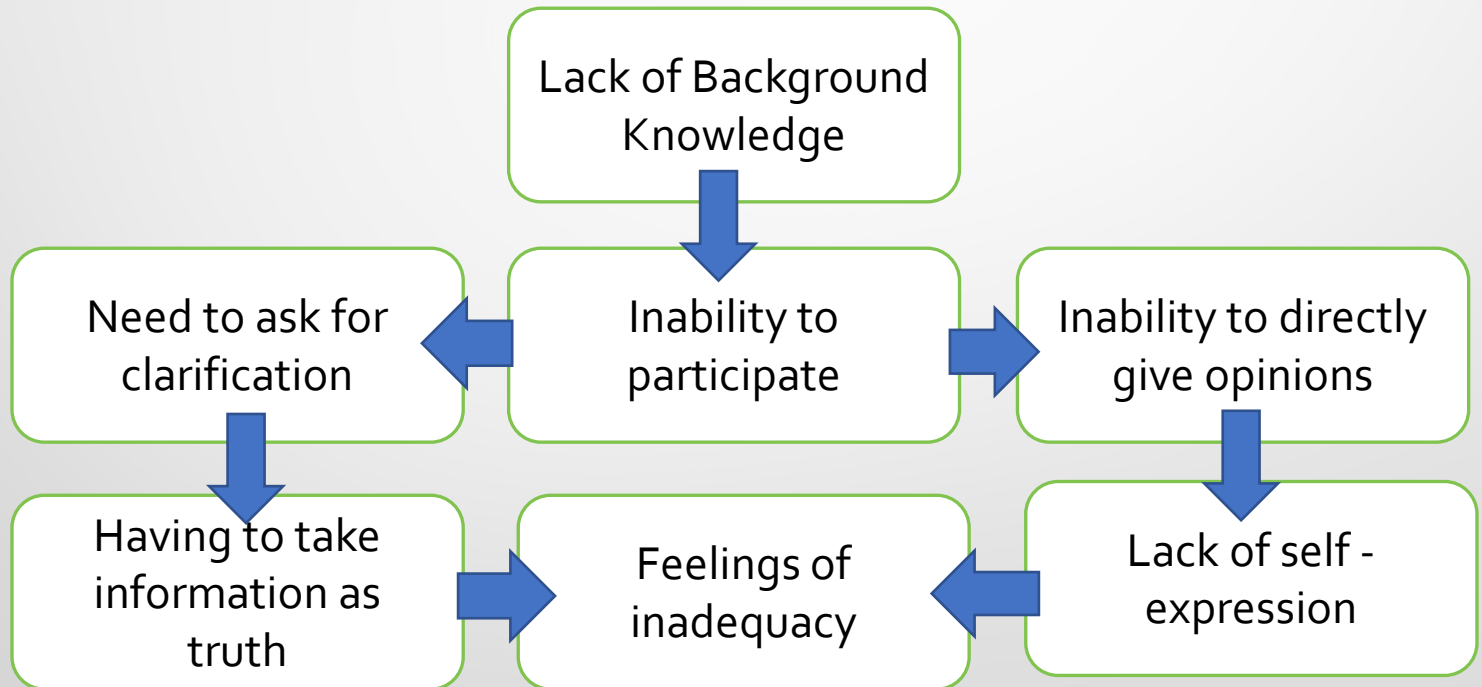 Lack of Background
Knowledge
Need to ask for
clarification
Inability to
participate
Inability to directly
give opinions
Having to take
information as
truth
Feelings of
inadequacy
Lack of self -
expression